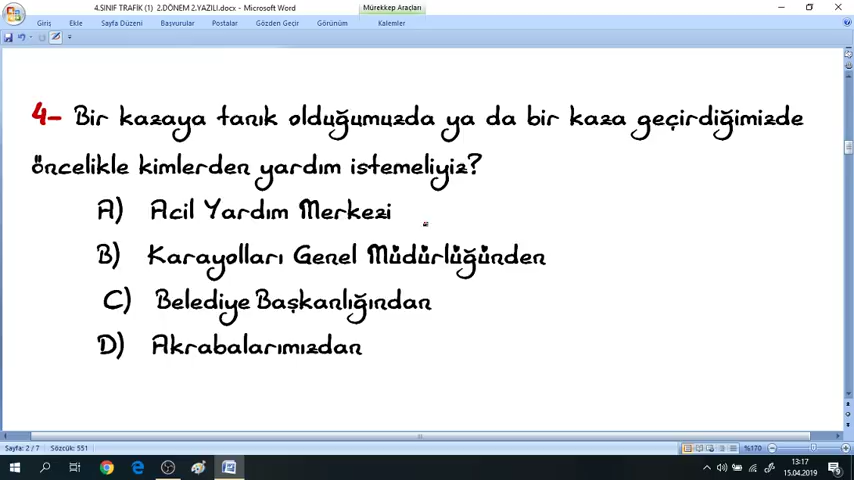 4.SINIF TRAFİK (1) 2.DÖNEM 2.YAZILI.docx - Microsoft Word
Mürekkep Araçları
Giriş Ekle Sayfa Düzeni Başvurular Postalar Gözden Geçir Görünüm Kalemler
4- Bir kazaya tanık olduğumuzda ya da bir kaza geçirdiğimizde
öncelikle kimlerden yardım istemeliyiz?
A) Acil Yardım Merkezi
B) Karayolları Genel Müdürlüğünden
C) Belediye Başkanlığından
D) Akrabalarımızdan
Sayfa: 2 / 7 Sözcük: 551 %170
13:17
15.04.2019